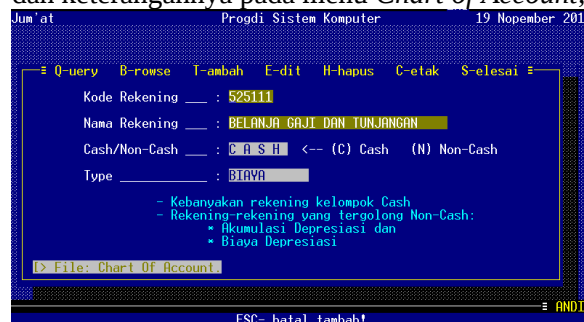 dan keterangannya pada menu Chart of Account,
Jum'at Progdi Sistem Komputer 19 Nopember 201
≡ Q-uery B-rowse T-ambah E-dit H-hapus C-etak S-elesai ≡
Kode Rekening ___ : 525111
Nama Rekening ___ : BELANJA GAJI DAN TUNJANGAN
Cash/Non-Cash ___ : C A S H <-- (C) Cash (N) Non-Cash
Type ____________ : BIAYA
- Kebanyakan rekening kelompok Cash
- Rekening-rekening yang tergolong Non-Cash:
* Akumulasi Depresiasi dan
* Biaya Depresiasi
[> File: Chart Of Account.
≡ ANDI
ESC- batal tambah!